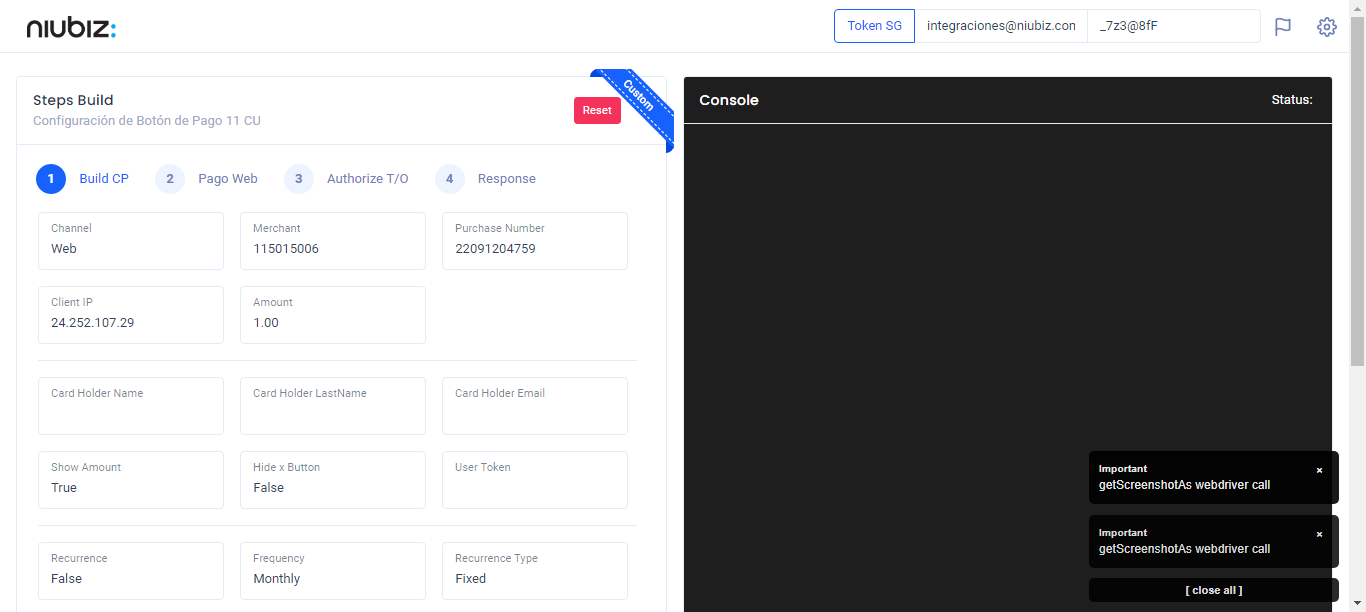 niubiz:
Token SG
integraciones@niubiz.con
_7z3@8fF
Steps Build
Configuración de Botón de Pago 11 CU
Reset
Custom
Console
Status:
1 Build CP
2 Pago Web
3 Authorize T/O
4 Response
Channel
Web
Merchant
115015006
Purchase Number
22091204759
Client IP
24.252.107.29
Amount
1.00
Card Holder Name
Card Holder LastName
Card Holder Email
Show Amount
True
Hide x Button
False
User Token
Recurrence
False
Frequency
Monthly
Recurrence Type
Fixed
Important
×
getScreenshotAs webdriver call
Important
×
getScreenshotAs webdriver call
[ close all ]